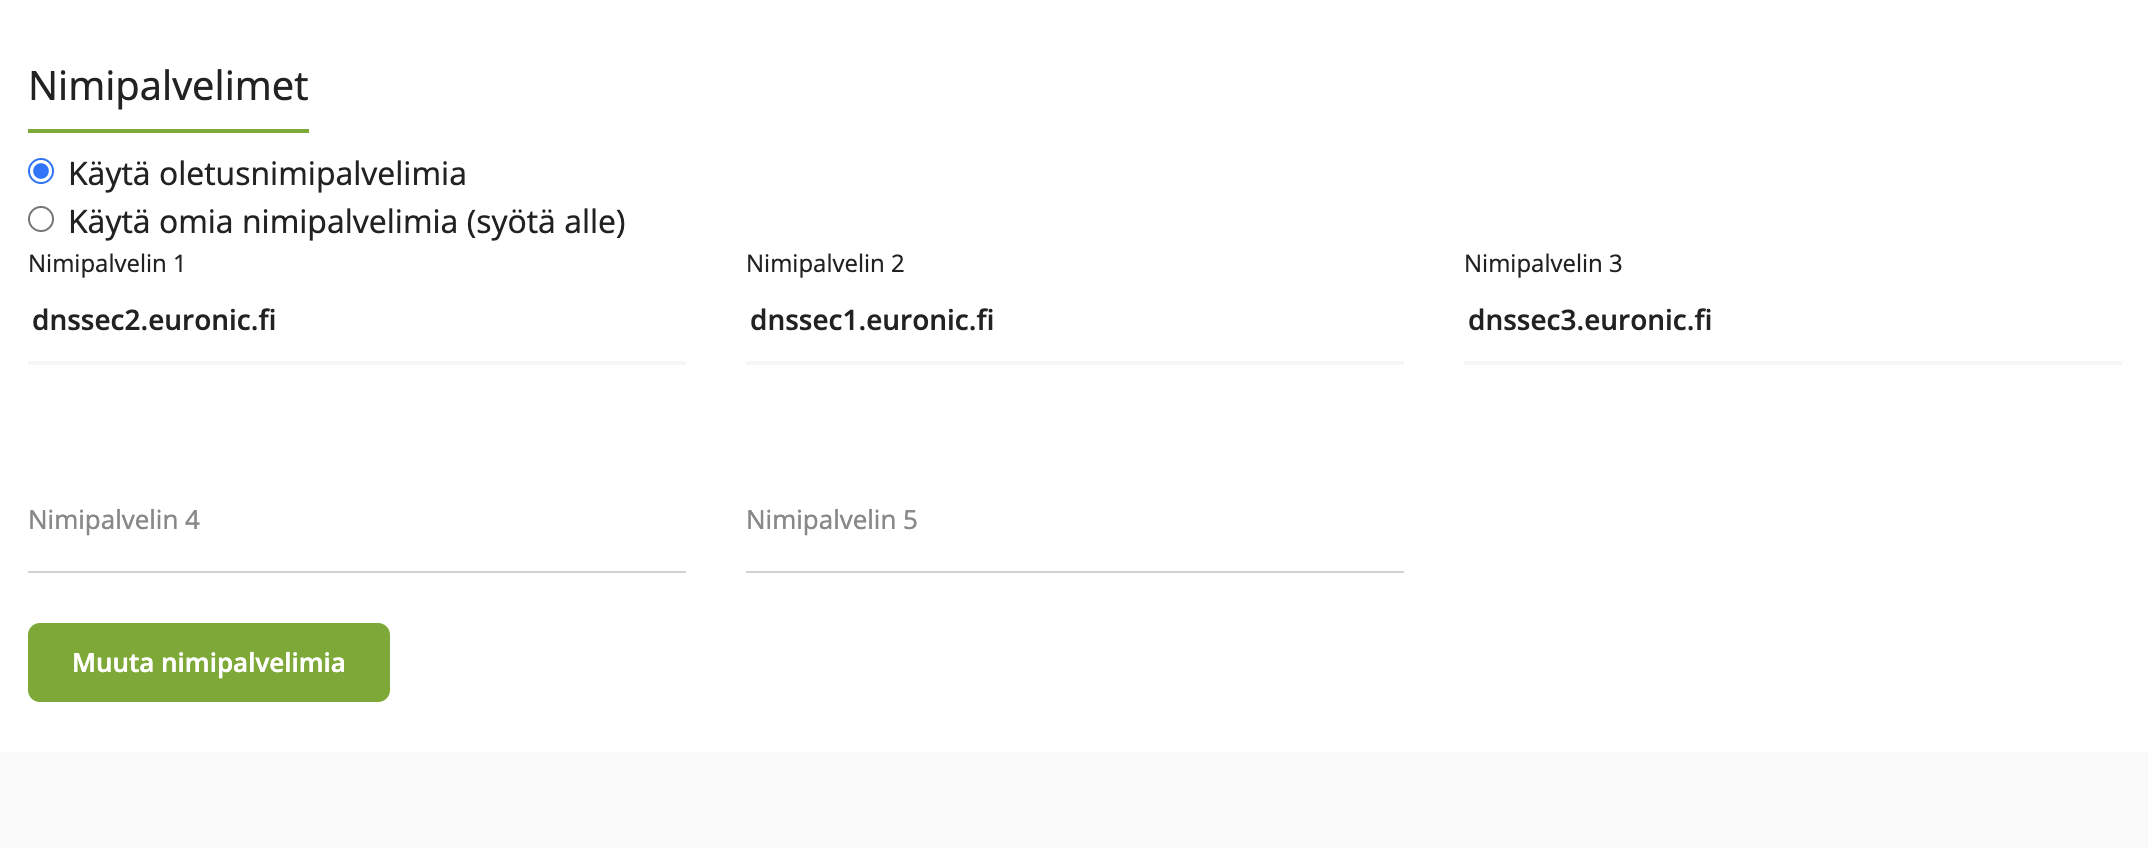 Nimipalvelimet
Käytä oletusnimipalvelimia
Käytä omia nimipalvelimia (syötä alle)
Nimipalvelin 1
dnssec2.euronic.fi
Nimipalvelin 2
dnssec1.euronic.fi
Nimipalvelin 3
dnssec3.euronic.fi
Nimipalvelin 4
Nimipalvelin 5
Muuta nimipalvelimia